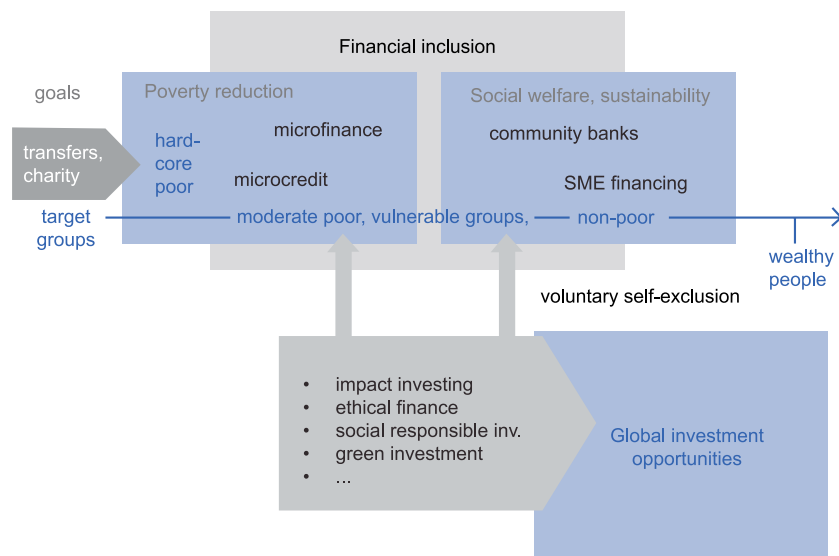 Financial inclusion
goals
Poverty reduction
Social welfare, sustainability
transfers,
charity
hard-
core
poor
microfinance
microcredit
community banks
SME financing
target
groups
moderate poor, vulnerable groups,
non-poor
wealthy
people
voluntary self-exclusion
• impact investing
• ethical finance
• social responsible inv.
• green investment
• ...
Global investment
opportunities